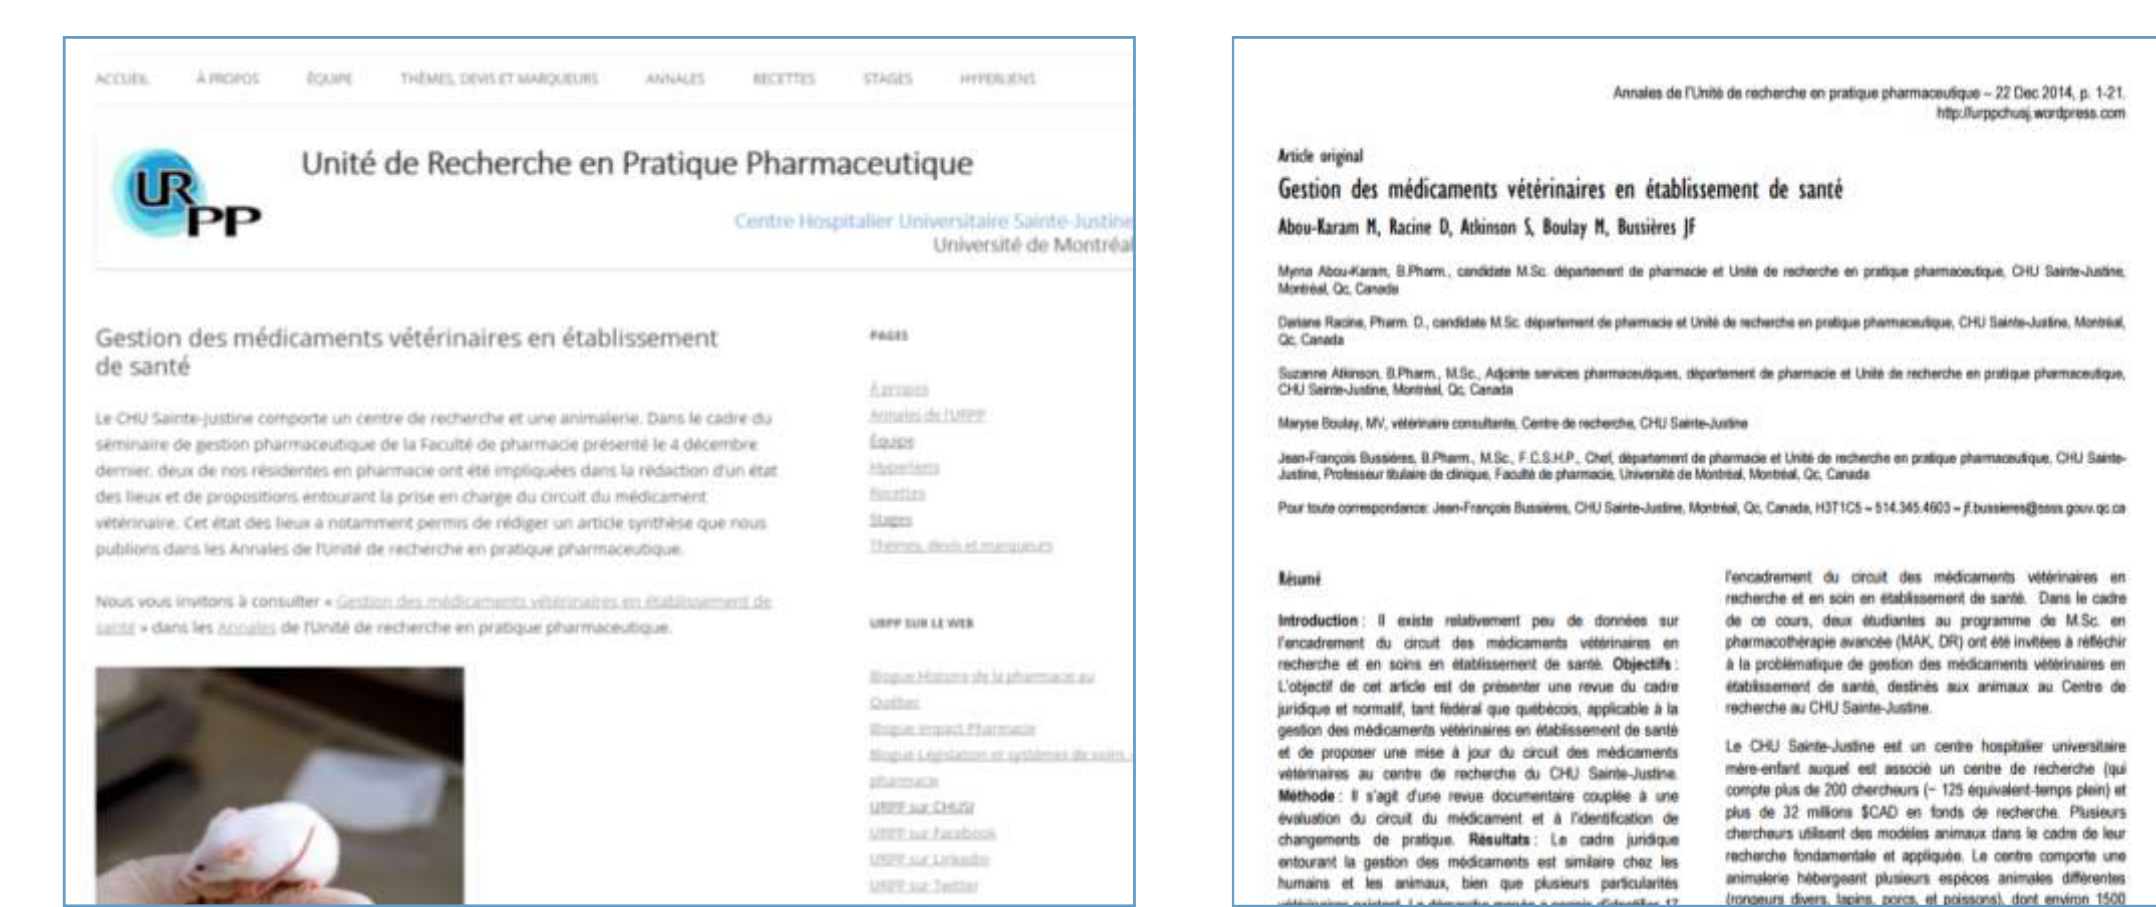 ACCUEIL À PROPOS ÉQUIPE THÈMES, DEVIS ET MARQUEURS ANNALES RECETTES STAGES HYPERLIENS
UR
PP
Unité de Recherche en Pratique Pharmaceutique
Centre Hospitalier Universitaire Sainte-Justine
Université de Montréal
Gestion des médicaments vétérinaires en établissement
de santé
Le CHU Sainte-Justine comporte un centre de recherche et une animalerie. Dans le cadre du
séminaire de gestion pharmaceutique de la Faculté de pharmacie présenté le 4 décembre
dernier, deux de nos résidentes en pharmacie ont été impliquées dans la rédaction d'un état
des lieux et de propositions entourant la prise en charge du circuit du médicament
vétérinaire. Cet état des lieux a notamment permis de rédiger un article synthèse que nous
publions dans les Annales de l'Unité de recherche en pratique pharmaceutique.
Nous vous invitons à consulter « Gestion des médicaments vétérinaires en établissement de
santé » dans les Annales de l'Unité de recherche en pratique pharmaceutique.
PAGES
À propos
Annales de l'URPP
Équipe
Hyperliens
Recettes
Stages
Thèmes, devis et marqueurs
URPP SUR LE WEB
Blogue Histoire de la pharmacie au
Québec
Blogue Impact Pharmacie
Blogue Législation et systèmes de soins
pharmacie
URPP sur CHUSJ
URPP sur Facebook
URPP sur LinkedIn
URPP sur Twitter
Annales de l'Unité de recherche en pratique pharmaceutique – 22 Dec 2014, p. 1-21.
http://urppchusj.wordpress.com
Article original
Gestion des médicaments vétérinaires en établissement de santé
Abou-Karam M, Racine D, Atkinson S, Boulay M, Bussières JF
Myrna Abou-Karam, B.Pharm., candidate M.Sc. département de pharmacie et Unité de recherche en pratique pharmaceutique, CHU Sainte-Justine,
Montréal, Qc, Canada
Dariane Racine, Pharm. D., candidate M.Sc. département de pharmacie et Unité de recherche en pratique pharmaceutique, CHU Sainte-Justine, Montréal,
Qc, Canada
Suzanne Atkinson, B.Pharm., M.Sc., Adjointe services pharmaceutiques, département de pharmacie et Unité de recherche en pratique pharmaceutique,
CHU Sainte-Justine, Montréal, Qc, Canada
Maryse Boulay, MV, vétérinaire consultante, Centre de recherche, CHU Sainte-Justine
Jean-François Bussières, B.Pharm., M.Sc., F.C.S.H.P., Chef, département de pharmacie et Unité de recherche en pratique pharmaceutique, CHU Sainte-
Justine, Professeur titulaire de clinique, Faculté de pharmacie, Université de Montréal, Montréal, Qc, Canada
Pour toute correspondance: Jean-François Bussières, CHU Sainte-Justine, Montréal, Qc, Canada, H3T1C5 – 514.345.4603 – jf.bussieres@ssss.gouv.qc.ca
Résumé
Introduction : Il existe relativement peu de données sur
l'encadrement du circuit des médicaments vétérinaires en
recherche et en soins en établissement de santé. Objectifs :
L'objectif de cet article est de présenter une revue du cadre
juridique et normatif, tant fédéral que québécois, applicable à la
gestion des médicaments vétérinaires en établissement de santé
et de proposer une mise à jour du circuit des médicaments
vétérinaires au centre de recherche du CHU Sainte-Justine.
Méthode : Il s'agit d'une revue documentaire couplée à une
évaluation du circuit du médicament et à l'identification de
changements de pratique. Résultats : Le cadre juridique
entourant la gestion des médicaments est similaire chez les
humains et les animaux, bien que plusieurs particularités
l'encadrement du circuit des médicaments vétérinaires en
recherche et en soin en établissement de santé. Dans le cadre
de ce cours, deux étudiantes au programme de M.Sc. en
pharmacothérapie avancée (MAK, DR) ont été invitées à réfléchir
à la problématique de gestion des médicaments vétérinaires en
établissement de santé, destinés aux animaux au Centre de
recherche au CHU Sainte-Justine.
Le CHU Sainte-Justine est un centre hospitalier universitaire
mère-enfant auquel est associé un centre de recherche (qui
compte plus de 200 chercheurs (~ 125 équivalent-temps plein) et
plus de 32 millions $CAD en fonds de recherche. Plusieurs
chercheurs utilisent des modèles animaux dans le cadre de leur
recherche fondamentale et appliquée. Le centre comporte une
animalerie hébergeant plusieurs espèces animales différentes
(rongeurs divers, lapins, porcs, et poissons), dont environ 1500